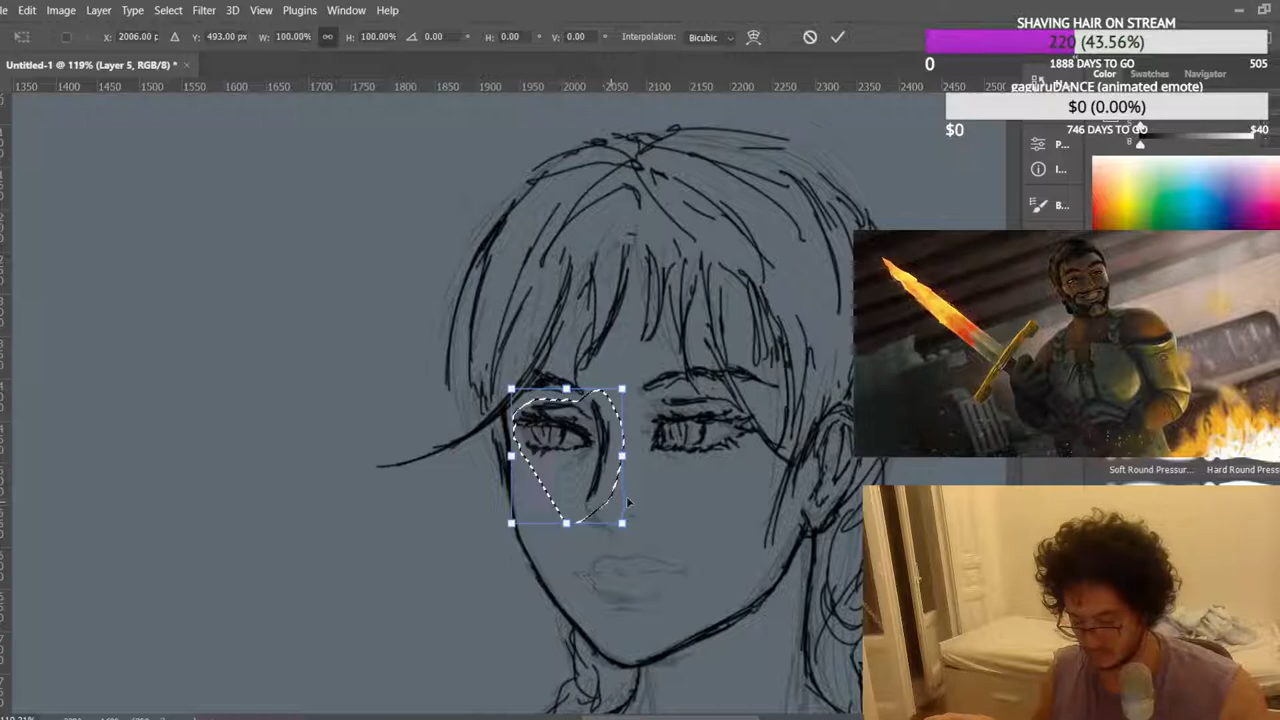 Edit Image Layer Type Select Filter 3D View Plugins Window Help
X: 2006.00 p Y: 493.00 px W: 100.00% H: 100.00% 0.00 ° H: 0.00 ° V: 0.00 ° Interpolation: Bicubic
Untitled-1 @ 119% (Layer 5, RGB/8) * ×
1350 1400 1450 1500 1550 1600 1650 1700 1750 1800 1850 1900 1950 2000 2050 2100 2150 2200 2250 2300 2350 2400 2450
SHAVING HAIR ON STREAM
220 (43.56%)
0 1888 DAYS TO GO 505
Color Swatches Navigator
gaguruDANCE (animated emote)
$0 (0.00%)
$0 746 DAYS TO GO $40
P...
I...
B...
Soft Round Pressur... Hard Round Pressur...